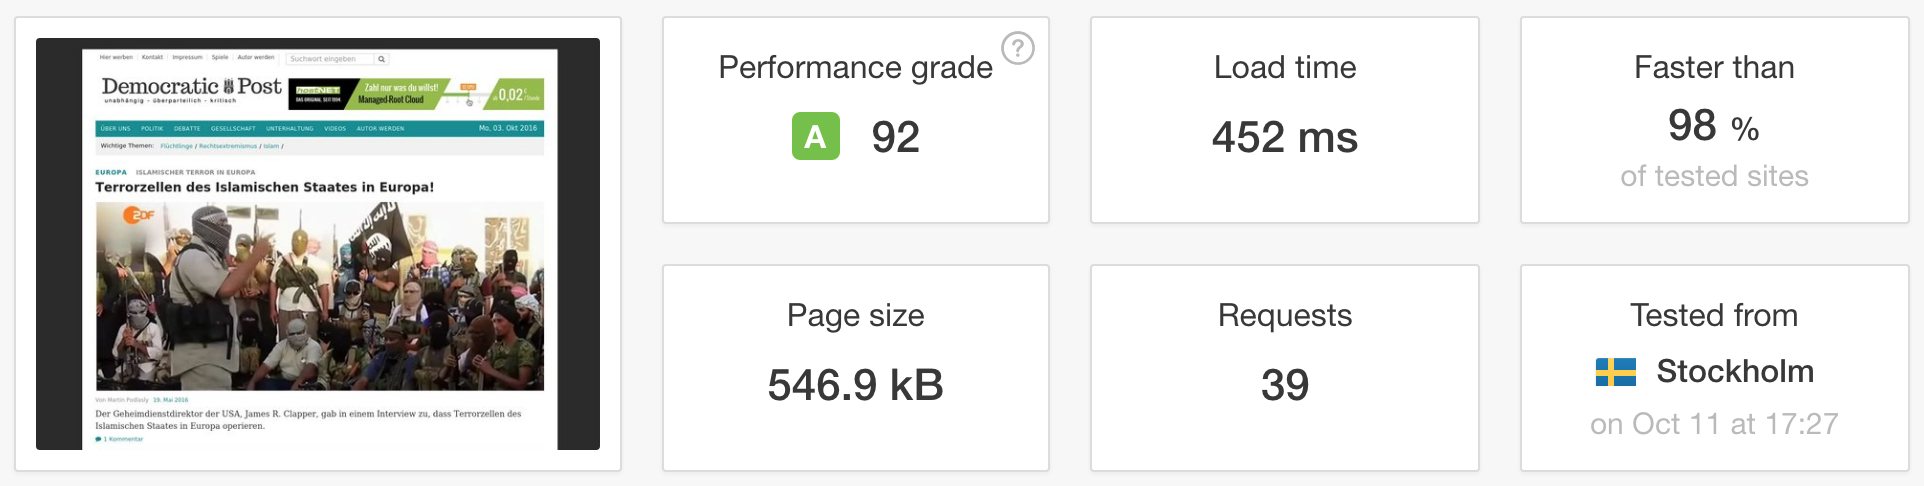 Hier werben Kontakt Impressum Spiele Autor werden Suchwort eingeben
Democratic Post
unabhängig - überparteilich - kritisch
hostNET
DAS ORIGINAL SEIT 1994.
Zahl nur was du willst!
Managed-Root Cloud
ab 0,02 €
ÜBER UNS POLITIK DEBATTE GESELLSCHAFT UNTERHALTUNG VIDEOS AUTOR WERDEN Mo, 03. Okt 2016
Wichtige Themen: Flüchtlinge / Rechtsextremismus / Islam /
EUROPA ISLAMISCHER TERROR IN EUROPA
Terrorzellen des Islamischen Staates in Europa!
ZDF
Von Martin Podlasly 19. Mai 2016
Der Geheimdienstdirektor der USA, James R. Clapper, gab in einem Interview zu, dass Terrorzellen des
Islamischen Staates in Europa operieren.
1 Kommentar
Performance grade
?
A 92
Load time
452 ms
Faster than
98 %
of tested sites
Page size
546.9 kB
Requests
39
Tested from
Stockholm
on Oct 11 at 17:27